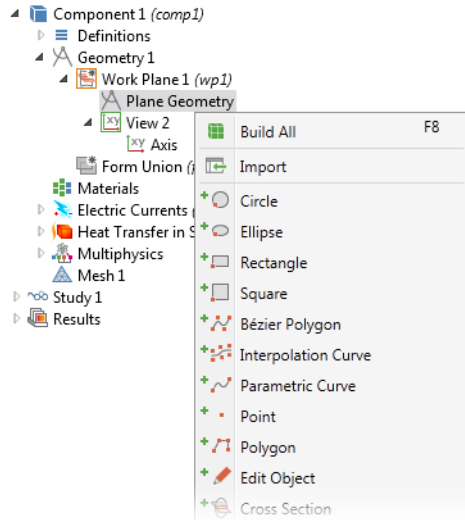 Component 1 (comp1)
Definitions
Geometry 1
Work Plane 1 (wp1)
Plane Geometry
View 2
xy
Axis
xy
Form Union (
Materials
Electric Currents
Heat Transfer in S
Multiphysics
Mesh 1
Study 1
Results
Build All F8
Import
Circle
Ellipse
Rectangle
Square
Bézier Polygon
Interpolation Curve
Parametric Curve
Point
Polygon
Edit Object
Cross Section